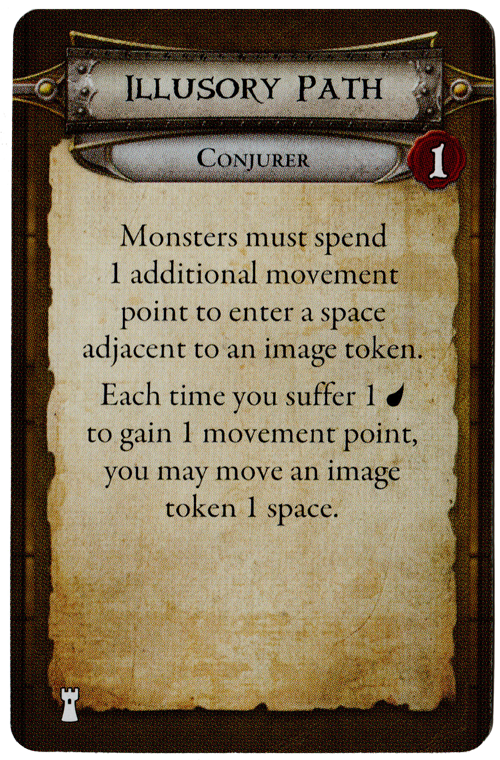 Illusory Path
Conjurer
1
Monsters must spend
1 additional movement
point to enter a space
adjacent to an image token.
Each time you suffer 1
to gain 1 movement point,
you may move an image
token 1 space.